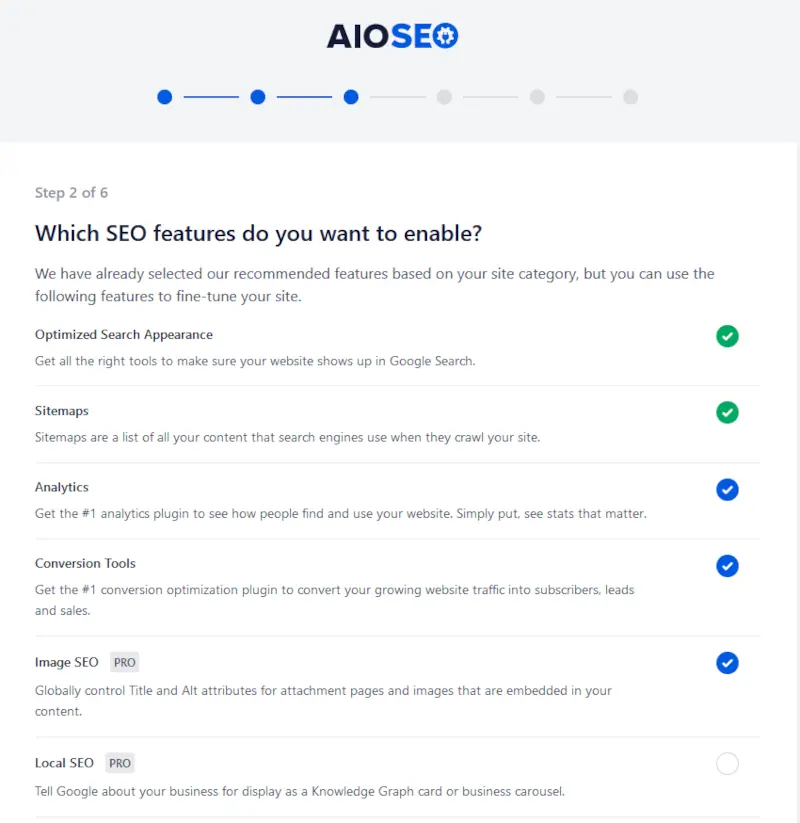 AIOSEO
Step 2 of 6
Which SEO features do you want to enable?
We have already selected our recommended features based on your site category, but you can use the
following features to fine-tune your site.
Optimized Search Appearance
Get all the right tools to make sure your website shows up in Google Search.
Sitemaps
Sitemaps are a list of all your content that search engines use when they crawl your site.
Analytics
Get the #1 analytics plugin to see how people find and use your website. Simply put, see stats that matter.
Conversion Tools
Get the #1 conversion optimization plugin to convert your growing website traffic into subscribers, leads
and sales.
Image SEO PRO
Globally control Title and Alt attributes for attachment pages and images that are embedded in your
content.
Local SEO PRO
Tell Google about your business for display as a Knowledge Graph card or business carousel.